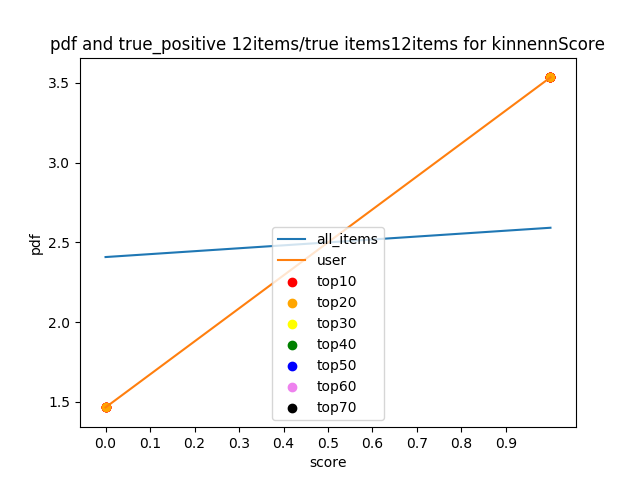 pdf and true_positive 12items/true items12items for kinnennScore
3.5
3.0
2.5
2.0
1.5
pdf
all_items
user
top10
top20
top30
top40
top50
top60
top70
0.0 0.1 0.2 0.3 0.4 0.5 0.6 0.7 0.8 0.9
score